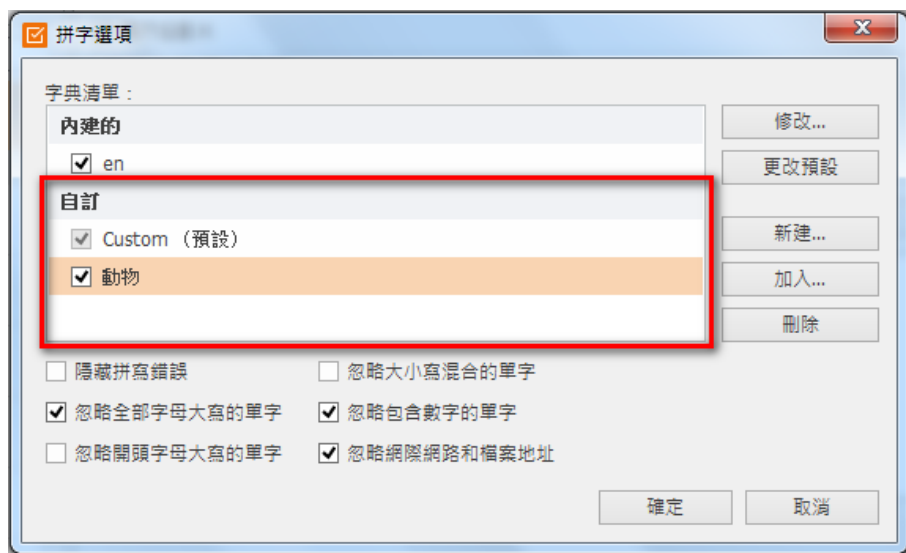 拼字選項
字典清單：
內建的
en
自訂
Custom （預設）
動物
修改...
更改預設
新建...
加入...
刪除
隱藏拼寫錯誤
忽略大小寫混合的單字
忽略全部字母大寫的單字
忽略包含數字的單字
忽略開頭字母大寫的單字
忽略網際網路和檔案地址
確定
取消